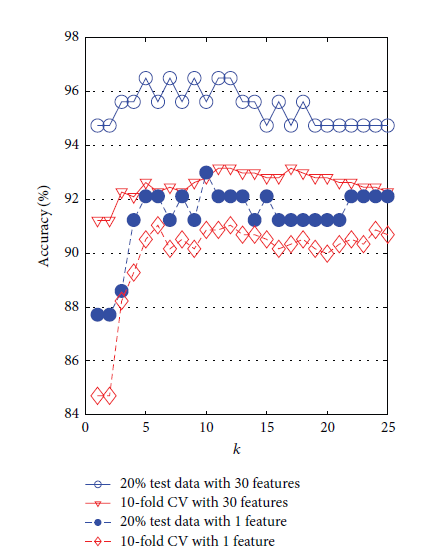 98
96
94
92
90
88
86
84
Accuracy (%)
0 5 10 15 20 25
k
20% test data with 30 features
10-fold CV with 30 features
20% test data with 1 feature
10-fold CV with 1 feature